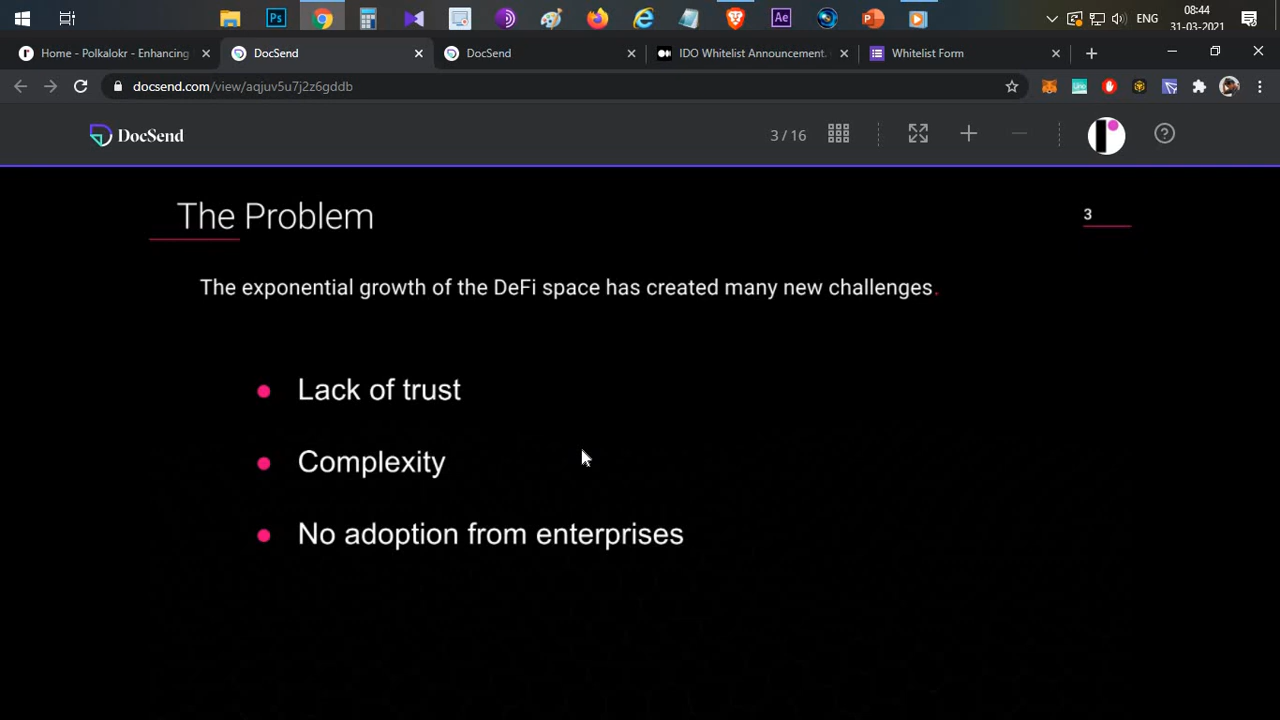 Ps
Ae
ENG
08:44
31-03-2021
Home - Polkalokr - Enhancing
DocSend
DocSend
IDO Whitelist Announcement.
Whitelist Form
docsend.com/view/aqjuv5u7j2z6gddb
DocSend
3 / 16
The Problem
3
The exponential growth of the DeFi space has created many new challenges.
Lack of trust
Complexity
No adoption from enterprises